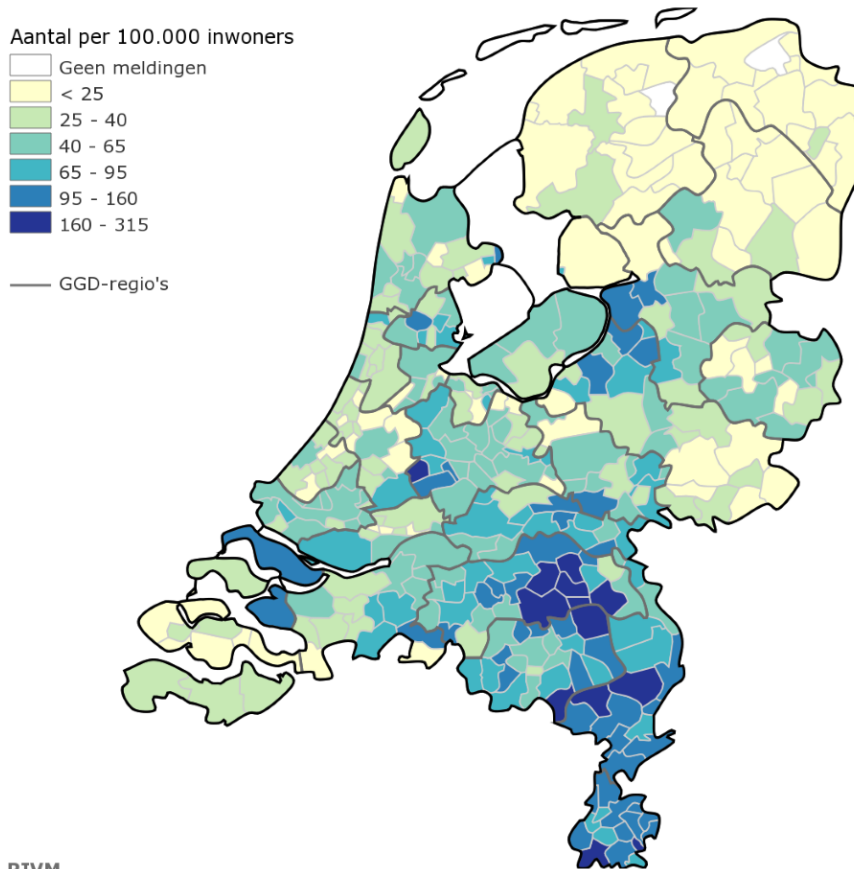 Aantal per 100.000 inwoners
Geen meldingen
< 25
25 - 40
40 - 65
65 - 95
95 - 160
160 - 315
GGD-regio's
RIVM